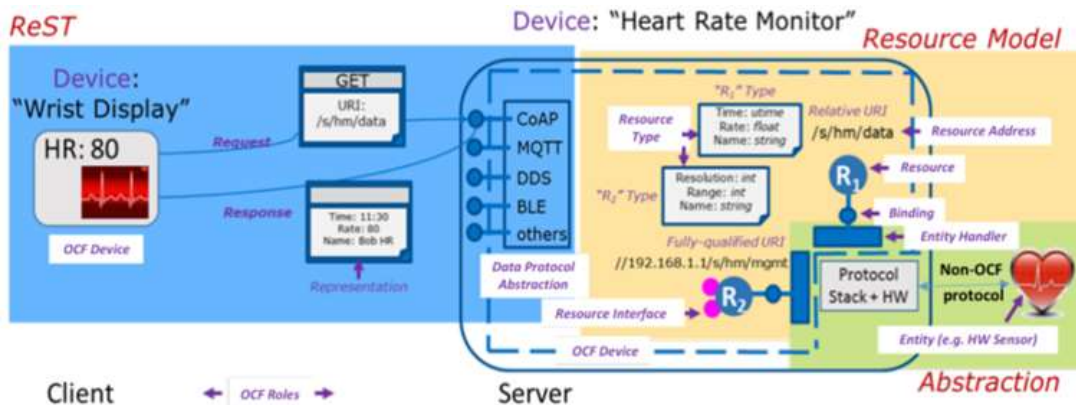 ReST
Device: "Heart Rate Monitor"
Resource Model
Device:
"Wrist Display"
HR: 80
OCF Device
Request
Response
GET
URI:
/s/hm/data
Time: 11:30
Rate: 80
Name: Bob HR
Representation
CoAP
MQTT
DDS
BLE
others
Data Protocol
Abstraction
"R1" Type
Time: utime
Rate: float
Name: string
Resource
Type
Relative URI
/s/hm/data
Resource Address
"R2" Type
Resolution: int
Range: int
Name: string
R1
Resource
Binding
Entity Handler
Fully-qualified URI
//192.168.1.1/s/hm/mgmt
R2
Resource Interface
OCF Device
Protocol
Stack + HW
Non-OCF
protocol
Entity (e.g. HW Sensor)
Abstraction
Client
OCF Roles
Server